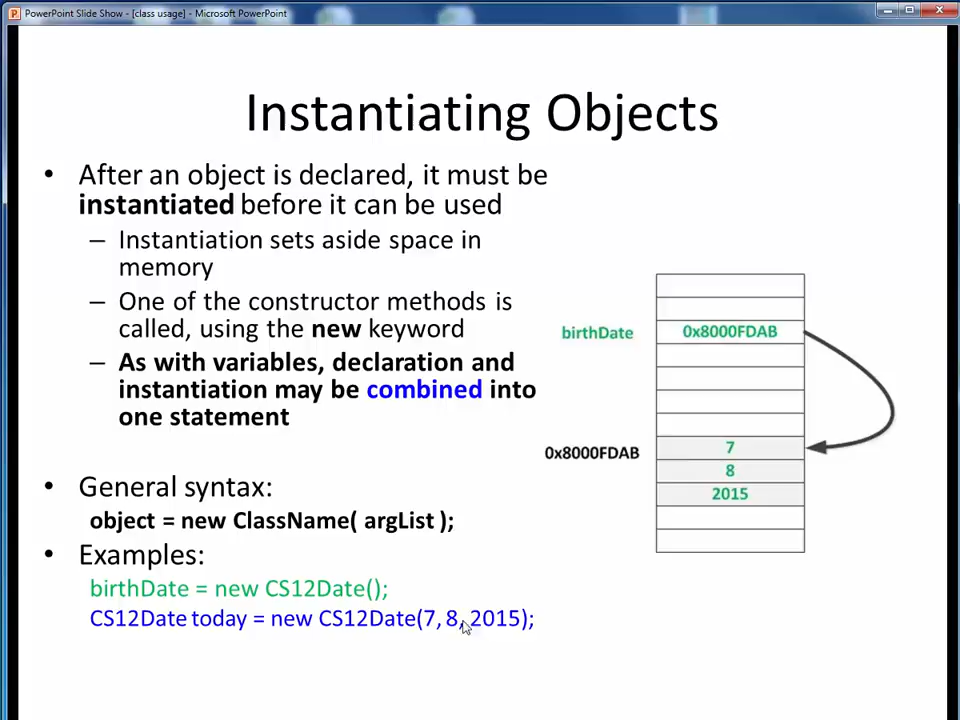 PowerPoint Slide Show - [class usage] - Microsoft PowerPoint
Instantiating Objects
• After an object is declared, it must be
instantiated before it can be used
– Instantiation sets aside space in
memory
– One of the constructor methods is
called, using the new keyword
– As with variables, declaration and
instantiation may be combined into
one statement
• General syntax:
object = new ClassName( argList );
• Examples:
birthDate = new CS12Date();
CS12Date today = new CS12Date(7, 8, 2015);
birthDate 0x8000FDAB
0x8000FDAB 7
8
2015